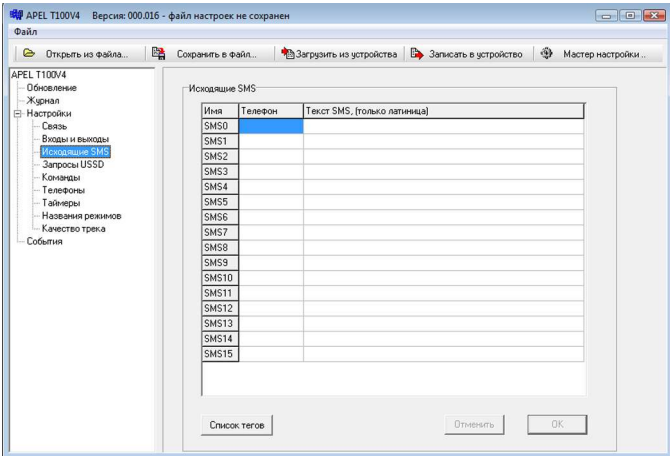 APEL T100V4 Версия: 000.016 - файл настроек не сохранен
Файл
Открыть из файла... Сохранить в файл... Загрузить из устройства Записать в устройство Мастер настройки ..
APEL T100V4
Обновление
Журнал
Настройки
Связь
Входы и выходы
Исходящие SMS
Запросы USSD
Команды
Телефоны
Таймеры
Названия режимов
Качество трека
События
Исходящие SMS
Имя Телефон Текст SMS, (только латиница)
SMS0
SMS1
SMS2
SMS3
SMS4
SMS5
SMS6
SMS7
SMS8
SMS9
SMS10
SMS11
SMS12
SMS13
SMS14
SMS15
Список тегов Отменить OK